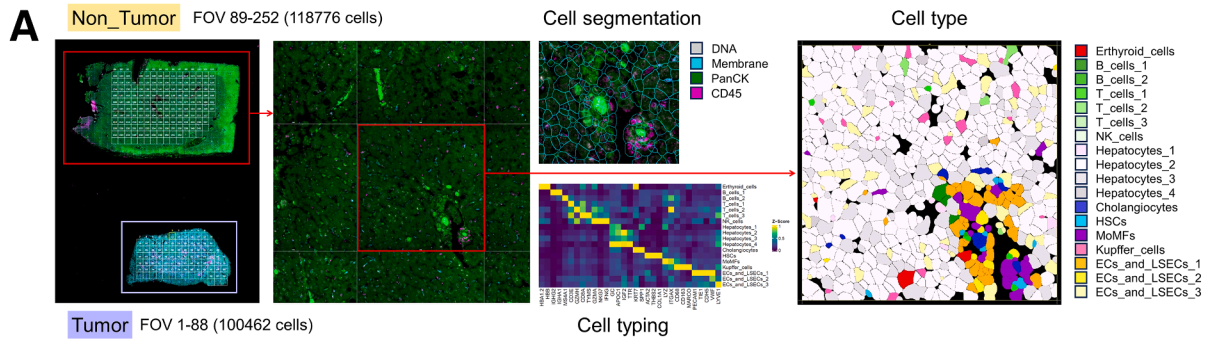 A
Non_Tumor
FOV 89-252 (118776 cells)
Cell segmentation
Cell type
DNA
Membrane
PanCK
CD45
Erthyroid_cells
B_cells_1
B_cells_2
T_cells_1
T_cells_2
T_cells_3
NK_cells
Hepatocytes_1
Hepatocytes_2
Hepatocytes_3
Hepatocytes_4
Cholangiocytes
HSCs
MoMFs
Kupffer_cells
ECs_and_LSECs_1
ECs_and_LSECs_2
ECs_and_LSECs_3
Erthyroid_cells
B_cells_1
B_cells_2
T_cells_1
T_cells_2
T_cells_3
NK_cells
Hepatocytes_1
Hepatocytes_2
Hepatocytes_3
Hepatocytes_4
Cholangiocytes
HSCs
MoMFs
Kupffer_cells
ECs_and_LSECs_1
ECs_and_LSECs_2
ECs_and_LSECs_3
Z-Score
Tumor
FOV 1-88 (100462 cells)
Cell typing